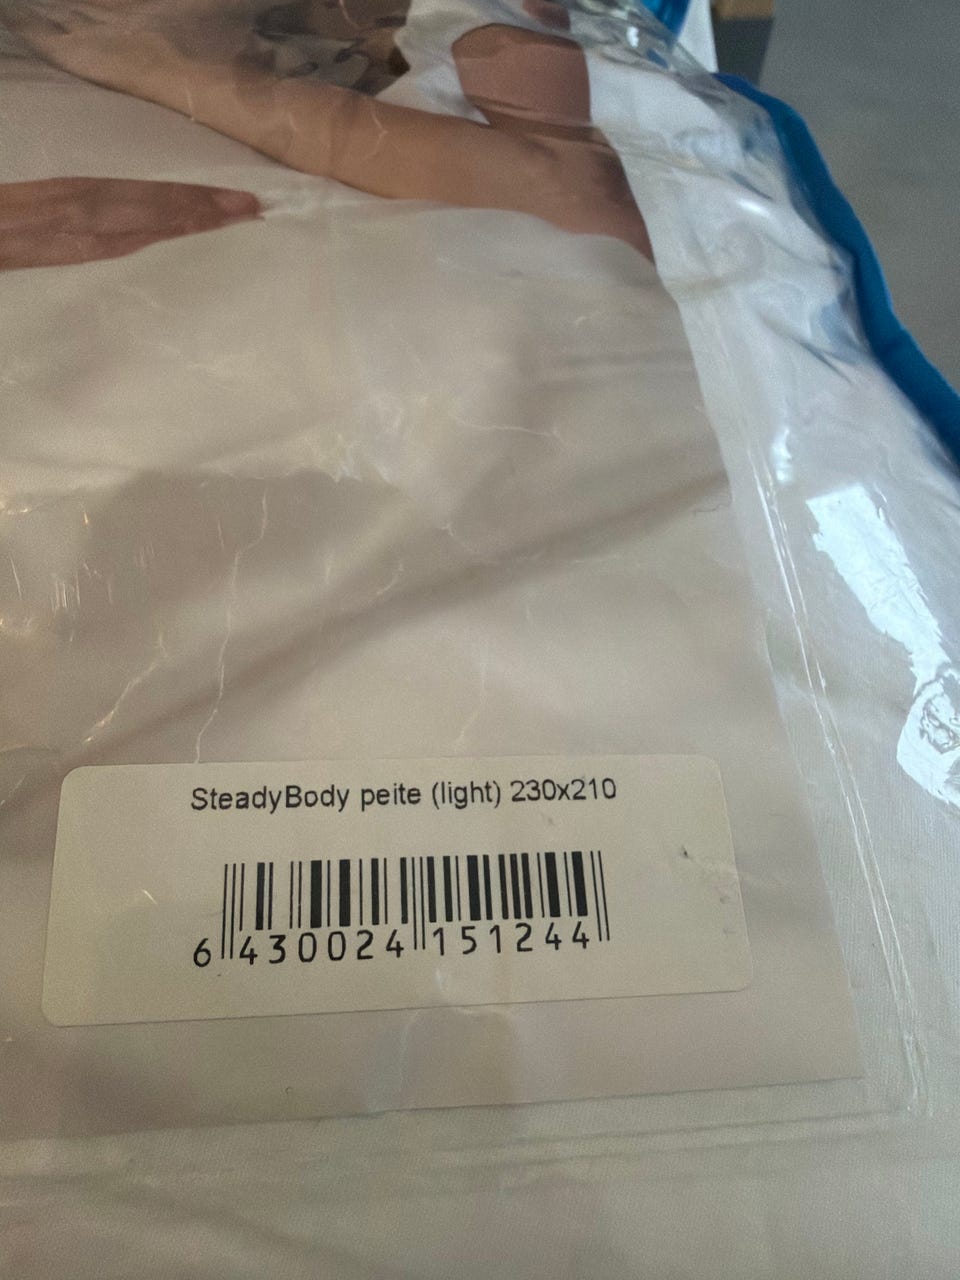 SteadyBody peite (light) 230x210
6 430024 151244